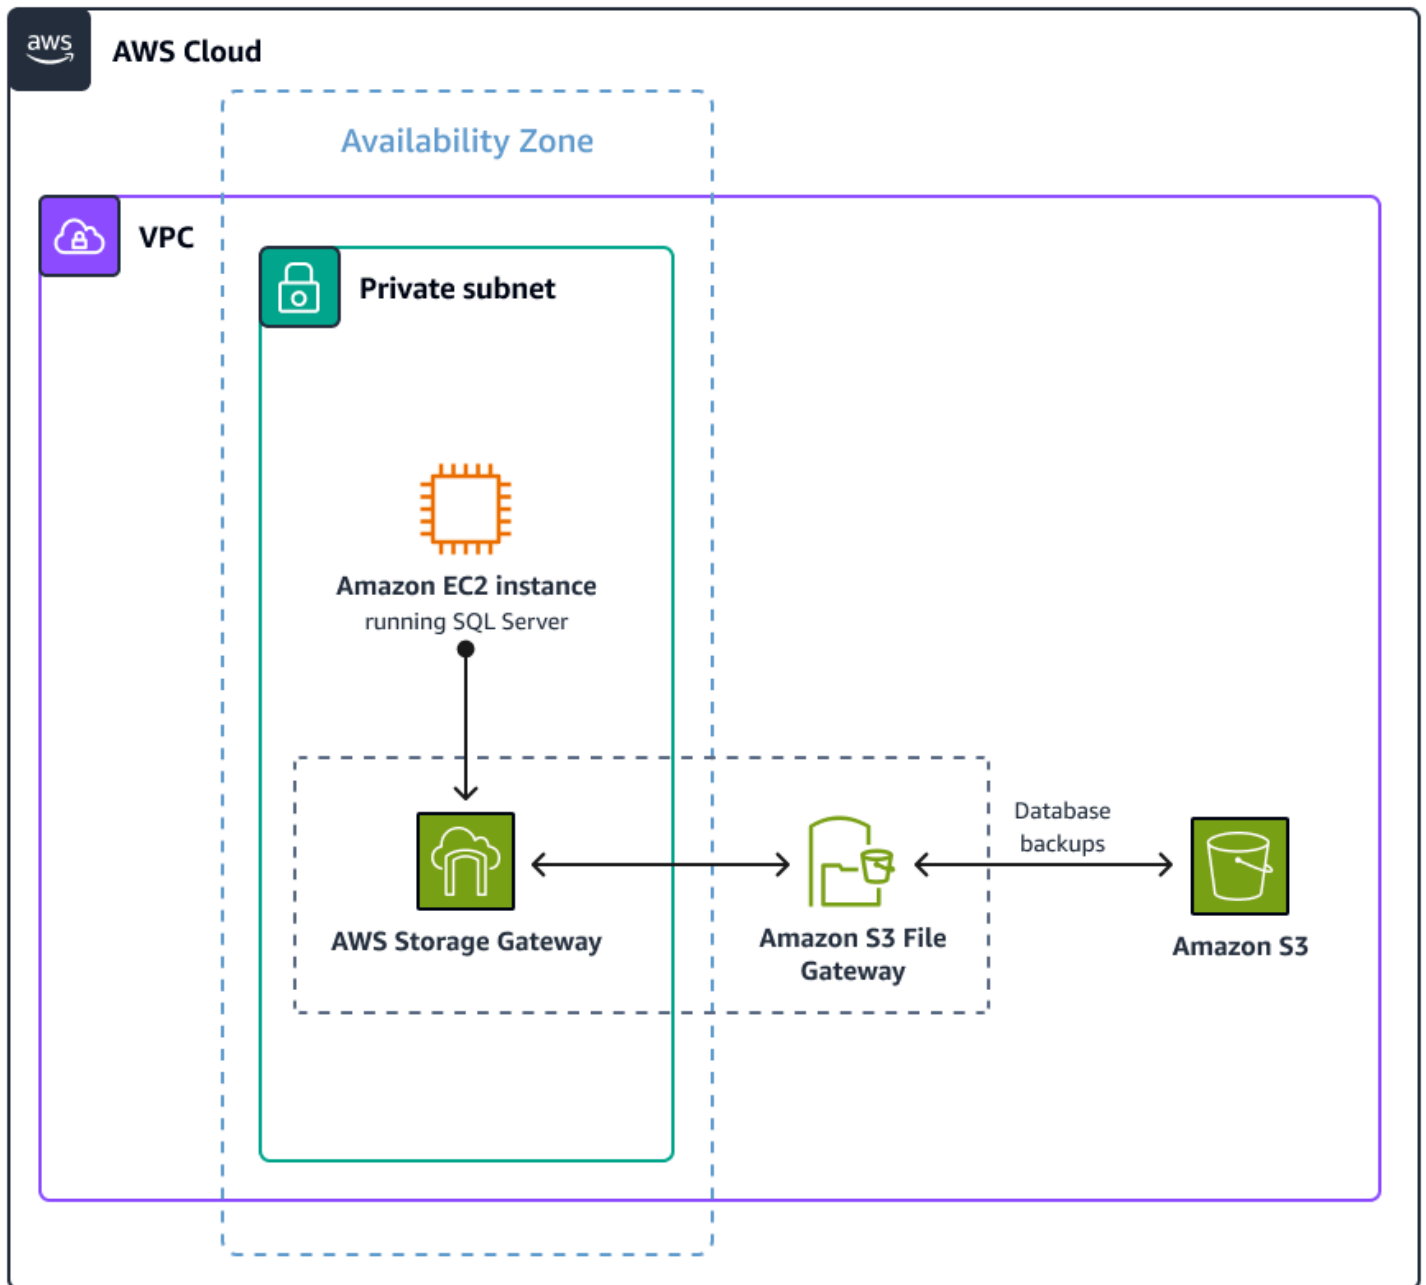 aws
AWS Cloud
Availability Zone
VPC
Private subnet
Amazon EC2 instance
running SQL Server
Database
backups
AWS Storage Gateway
Amazon S3 File
Gateway
Amazon S3